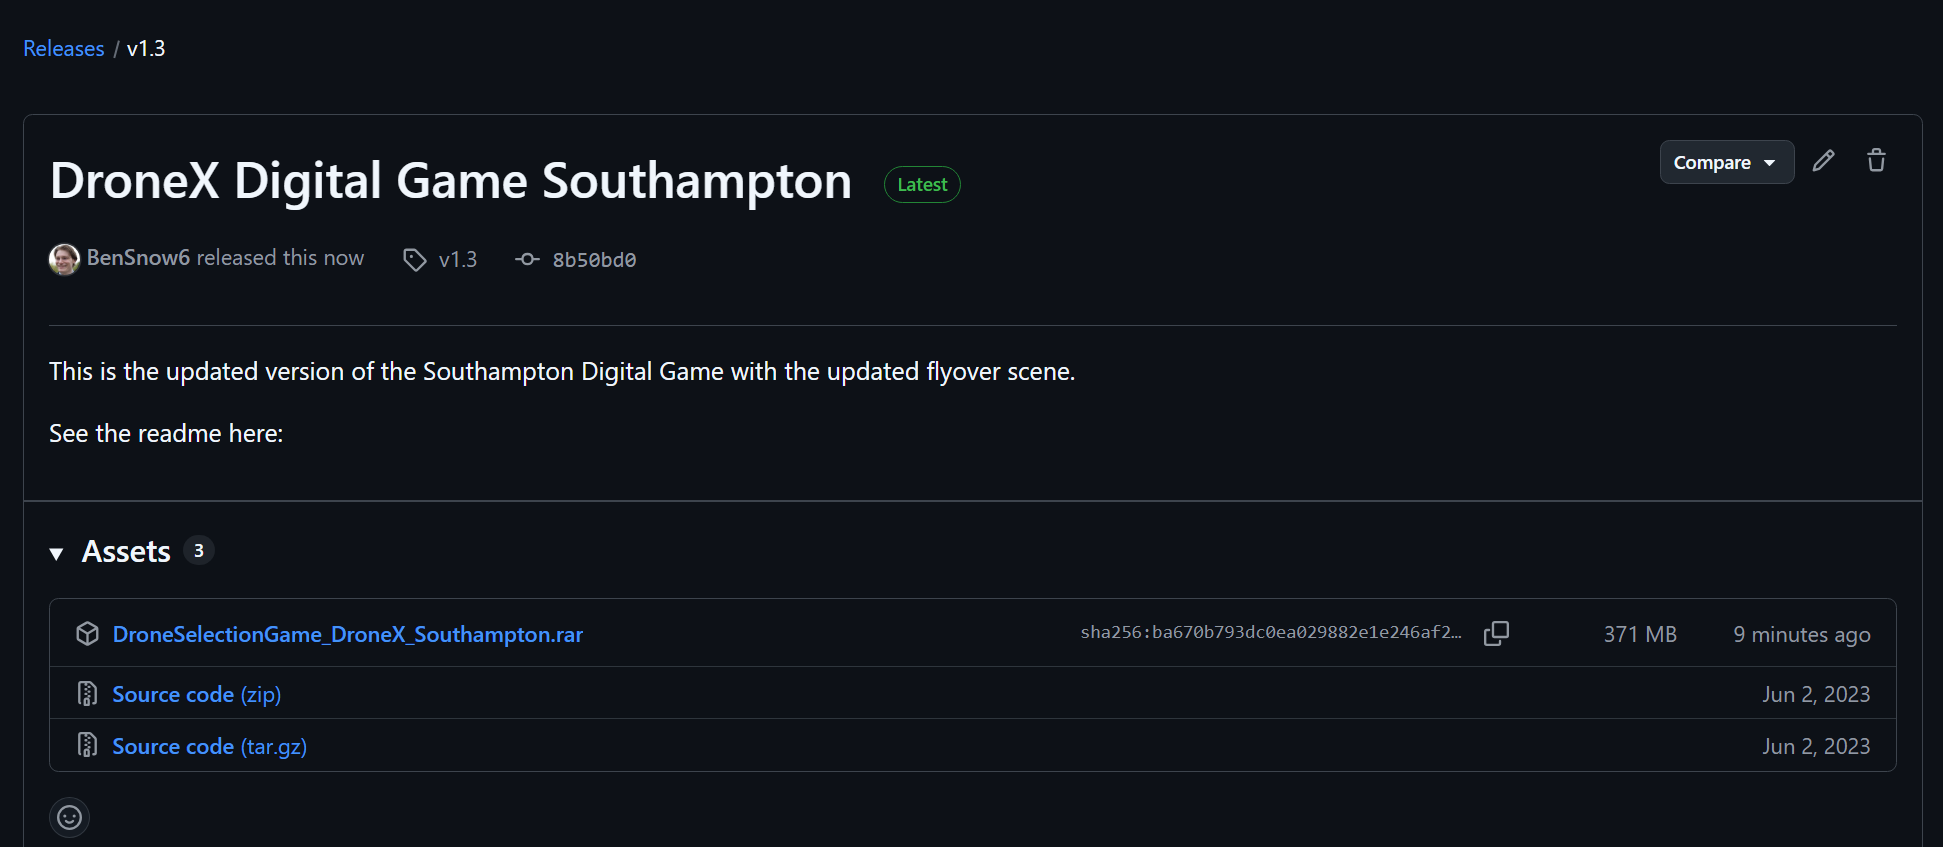 Releases / v1.3
DroneX Digital Game Southampton Latest
Compare
BenSnow6 released this now v1.3 8b50bd0
This is the updated version of the Southampton Digital Game with the updated flyover scene.
See the readme here:
Assets 3
DroneSelectionGame_DroneX_Southampton.rar sha256:ba670b793dc0ea029882e1e246af2… 371 MB 9 minutes ago
Source code (zip) Jun 2, 2023
Source code (tar.gz) Jun 2, 2023